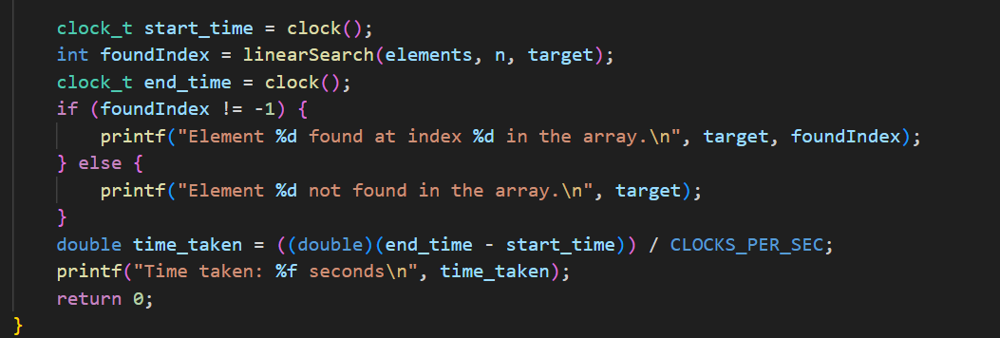 clock_t start_time = clock();
int foundIndex = linearSearch(elements, n, target);
clock_t end_time = clock();
if (foundIndex != -1) {
printf("Element %d found at index %d in the array.\n", target, foundIndex);
} else {
printf("Element %d not found in the array.\n", target);
}
double time_taken = ((double)(end_time - start_time)) / CLOCKS_PER_SEC;
printf("Time taken: %f seconds\n", time_taken);
return 0;
}